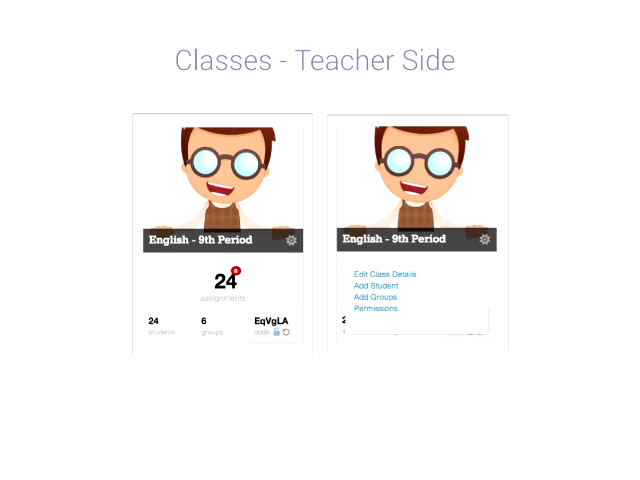 Classes - Teacher Side
English - 9th Period
24
8
assignments
24
6
EqVgLA
students
groups
code
English - 9th Period
Edit Class Details
Add Student
Add Groups
Permissions